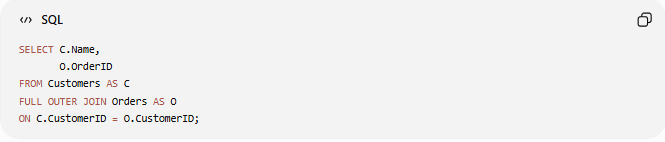 SQL
SELECT C.Name,
O.OrderID
FROM Customers AS C
FULL OUTER JOIN Orders AS O
ON C.CustomerID = O.CustomerID;